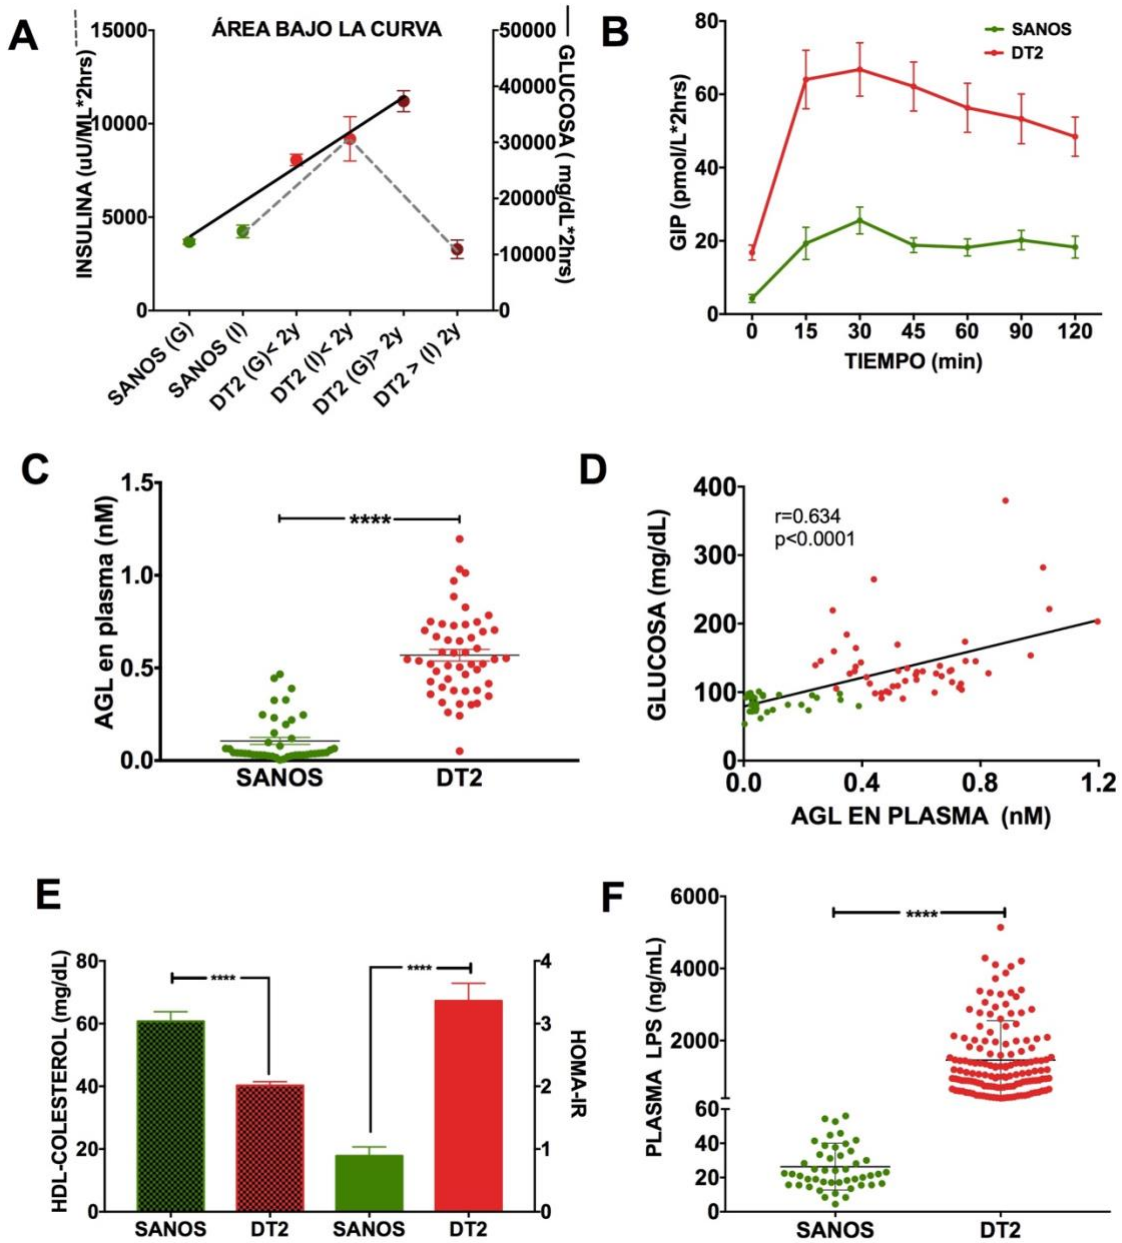 A
ÁREA BAJO LA CURVA
INSULINA (uU/ML*2hrs)
15000
10000
5000
0
GLUCOSA ( mg/dL*2hrs)
50000
40000
30000
20000
10000
0
SANOS (G)
SANOS (I)
DT2 (G)< 2y
DT2 (I)< 2y
DT2 (G)> 2y
DT2 > (I) 2y
B
SANOS
DT2
GIP (pmol/L*2hrs)
80
60
40
20
0
0 15 30 45 60 90 120
TIEMPO (min)
C
AGL en plasma (nM)
1.5
1.0
0.5
0.0
****
SANOS DT2
D
GLUCOSA (mg/dL)
400
300
200
100
0
r=0.634
p<0.0001
0.0 0.4 0.8 1.2
AGL EN PLASMA (nM)
E
HDL-COLESTEROL (mg/dL)
80
60
40
20
0
****
****
HOMA-IR
4
3
2
1
0
SANOS DT2 SANOS DT2
F
PLASMA LPS (ng/mL)
6000
4000
2000
60
40
20
0
****
SANOS DT2